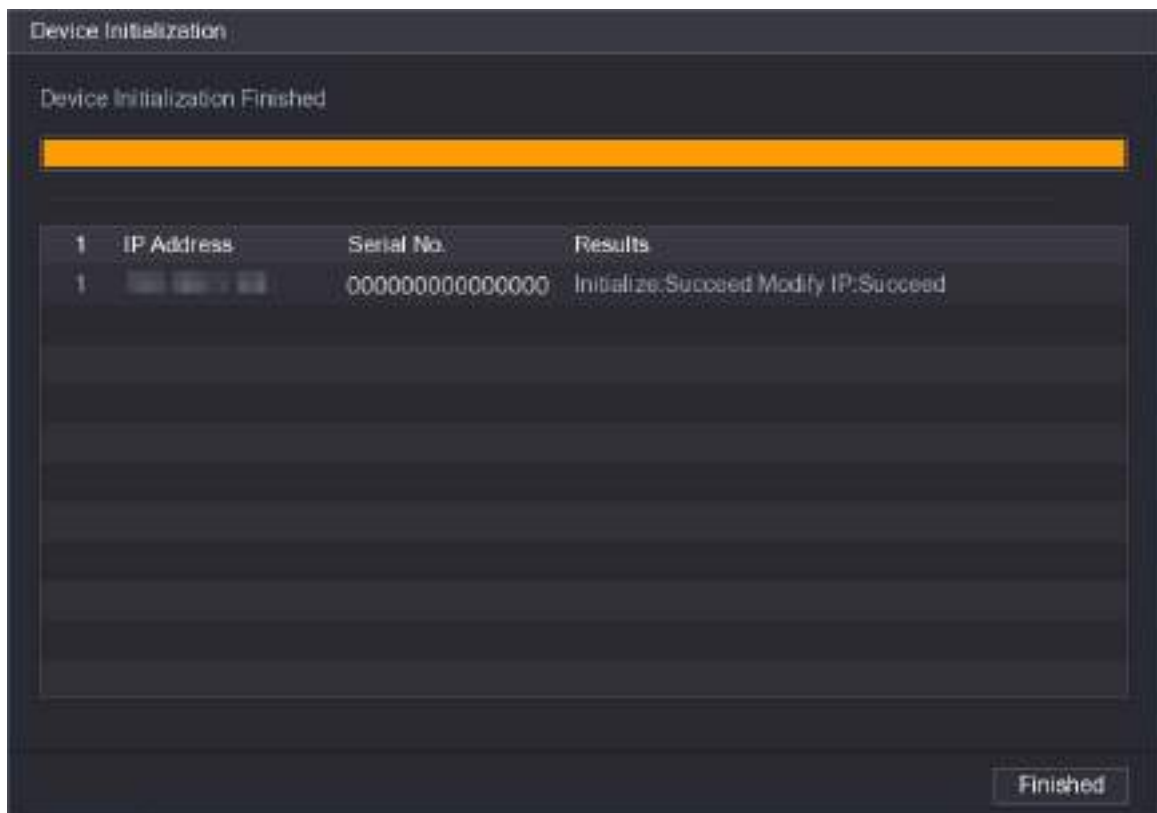 Device Initialization
Device Initialization Finished
1 IP Address Serial No. Results
1 000000000000000 Initialize:Succeed Modify IP:Succeed
Finished